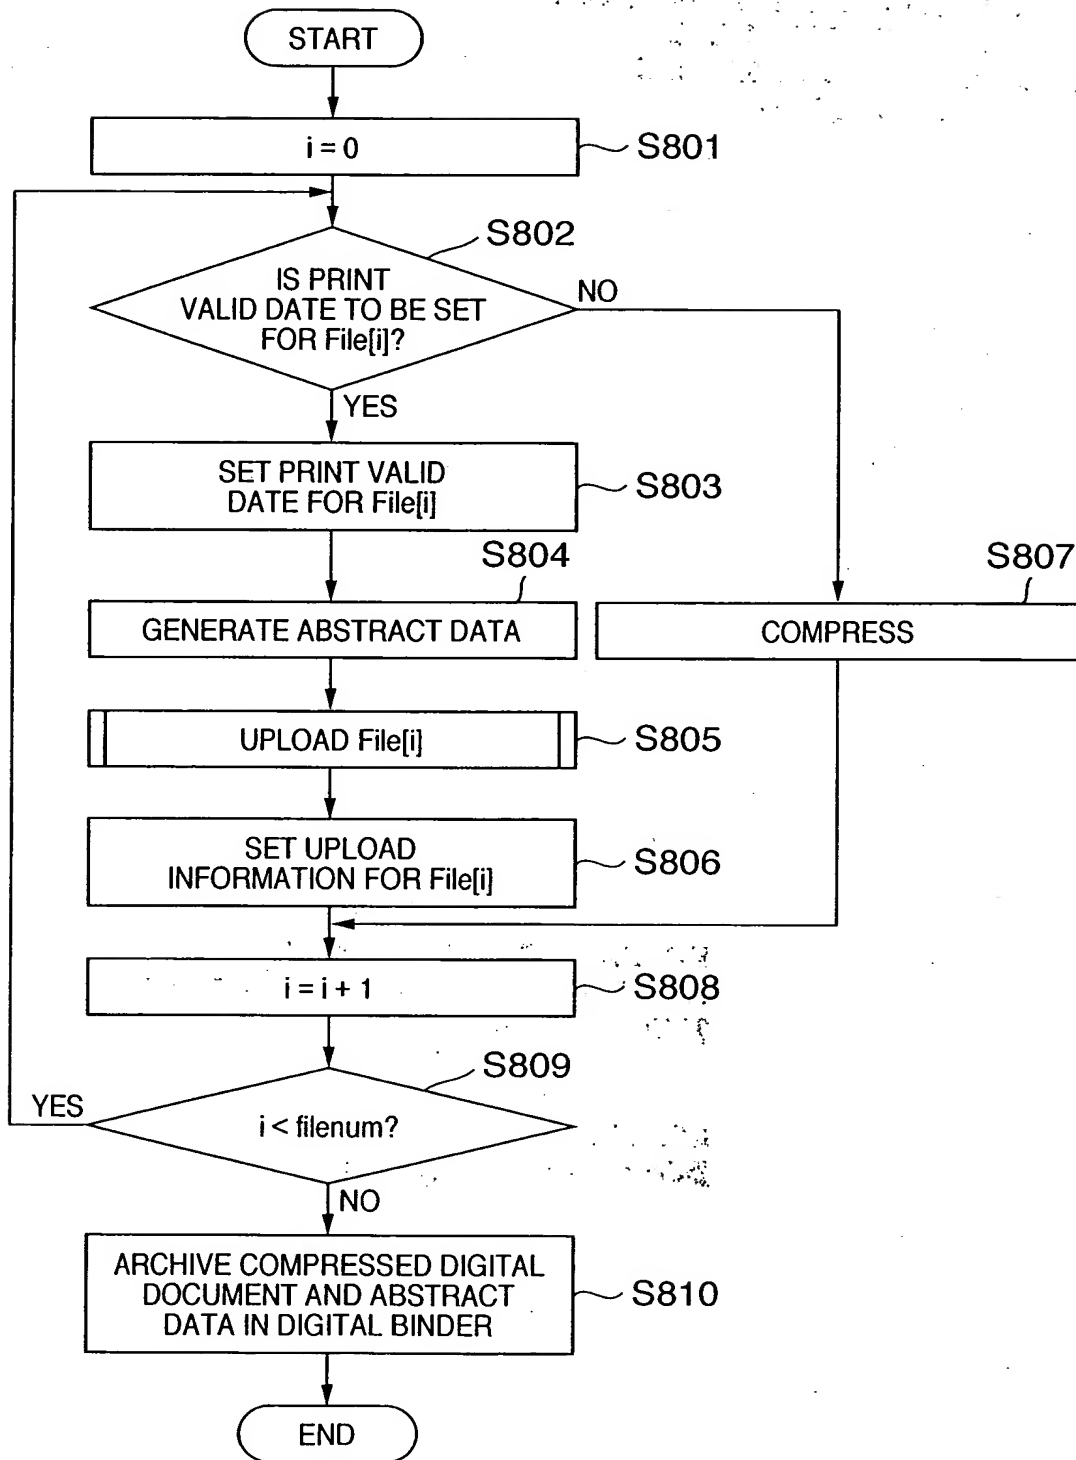 START
i = 0
S801
S802
IS PRINT
VALID DATE TO BE SET
FOR File[i]?
NO
YES
SET PRINT VALID
DATE FOR File[i]
S803
S804
S807
GENERATE ABSTRACT DATA
COMPRESS
UPLOAD File[i]
S805
SET UPLOAD
INFORMATION FOR File[i]
S806
i = i + 1
S808
S809
YES
i < filenum?
NO
ARCHIVE COMPRESSED DIGITAL
DOCUMENT AND ABSTRACT
DATA IN DIGITAL BINDER
S810
END